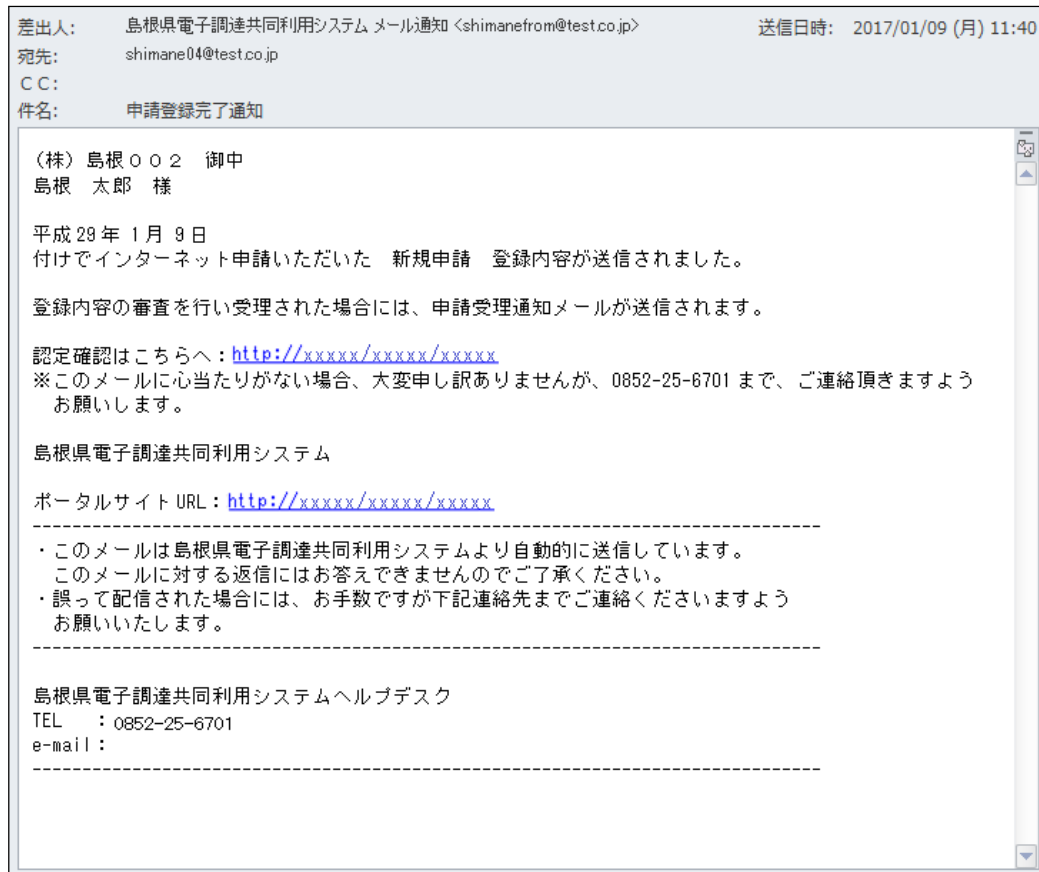 差出人: 島根県電子調達共同利用システム メール通知 <shimanefrom@test.co.jp> 送信日時: 2017/01/09 (月) 11:40
宛先: shimane04@test.co.jp
ＣＣ:
件名: 申請登録完了通知
（株）島根００２　御中
島根　太郎　様
平成29年 1月 9日
付けでインターネット申請いただいた　新規申請　登録内容が送信されました。
登録内容の審査を行い受理された場合には、申請受理通知メールが送信されます。
認定確認はこちらへ：http://xxxxx/xxxxx/xxxxx
※このメールに心当たりがない場合、大変申し訳ありませんが、0852-25-6701 まで、ご連絡頂きますよう
お願いします。
島根県電子調達共同利用システム
ポータルサイトURL：http://xxxxx/xxxxx/xxxxx
--------------------------------------------------------------------------------
・このメールは島根県電子調達共同利用システムより自動的に送信しています。
このメールに対する返信にはお答えできませんのでご了承ください。
・誤って配信された場合には、お手数ですが下記連絡先までご連絡くださいますよう
お願いいたします。
--------------------------------------------------------------------------------
島根県電子調達共同利用システムヘルプデスク
TEL　：0852-25-6701
e-mail：
--------------------------------------------------------------------------------